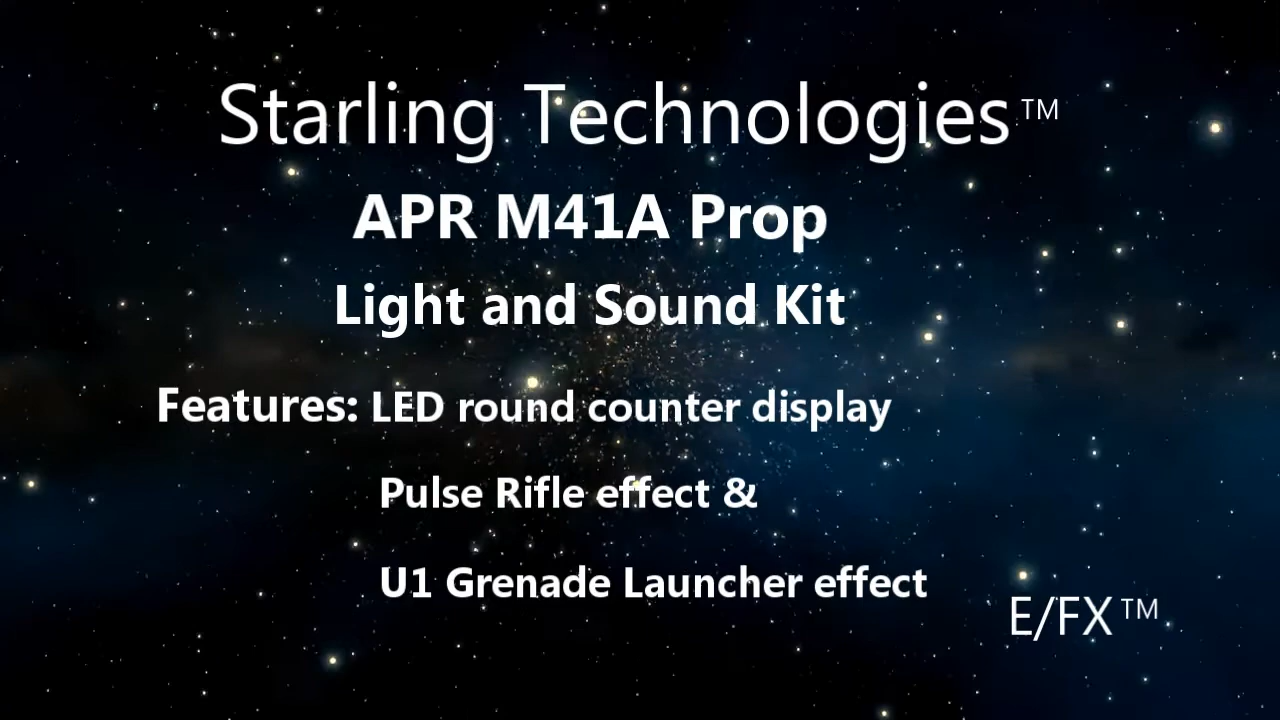 Starling Technologies™
APR M41A Prop
Light and Sound Kit
Features: LED round counter display
Pulse Rifle effect &
U1 Grenade Launcher effect
E/FX™